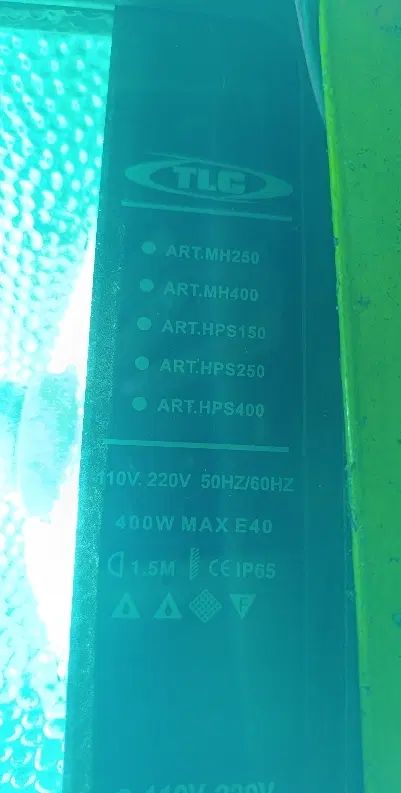 TLC
ART.MH250
ART.MH400
ART.HPS150
ART.HPS250
ART.HPS400
110V. 220V 50HZ/60HZ
400W MAX E40
1.5M CE IP65
F